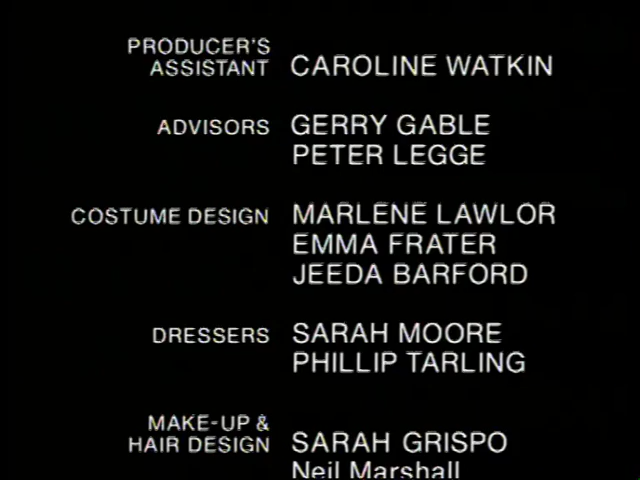 PRODUCER'S
ASSISTANT CAROLINE WATKIN
ADVISORS GERRY GABLE
PETER LEGGE
COSTUME DESIGN MARLENE LAWLOR
EMMA FRATER
JEEDA BARFORD
DRESSERS SARAH MOORE
PHILLIP TARLING
MAKE-UP &
HAIR DESIGN SARAH GRISPO
Neil Marshall